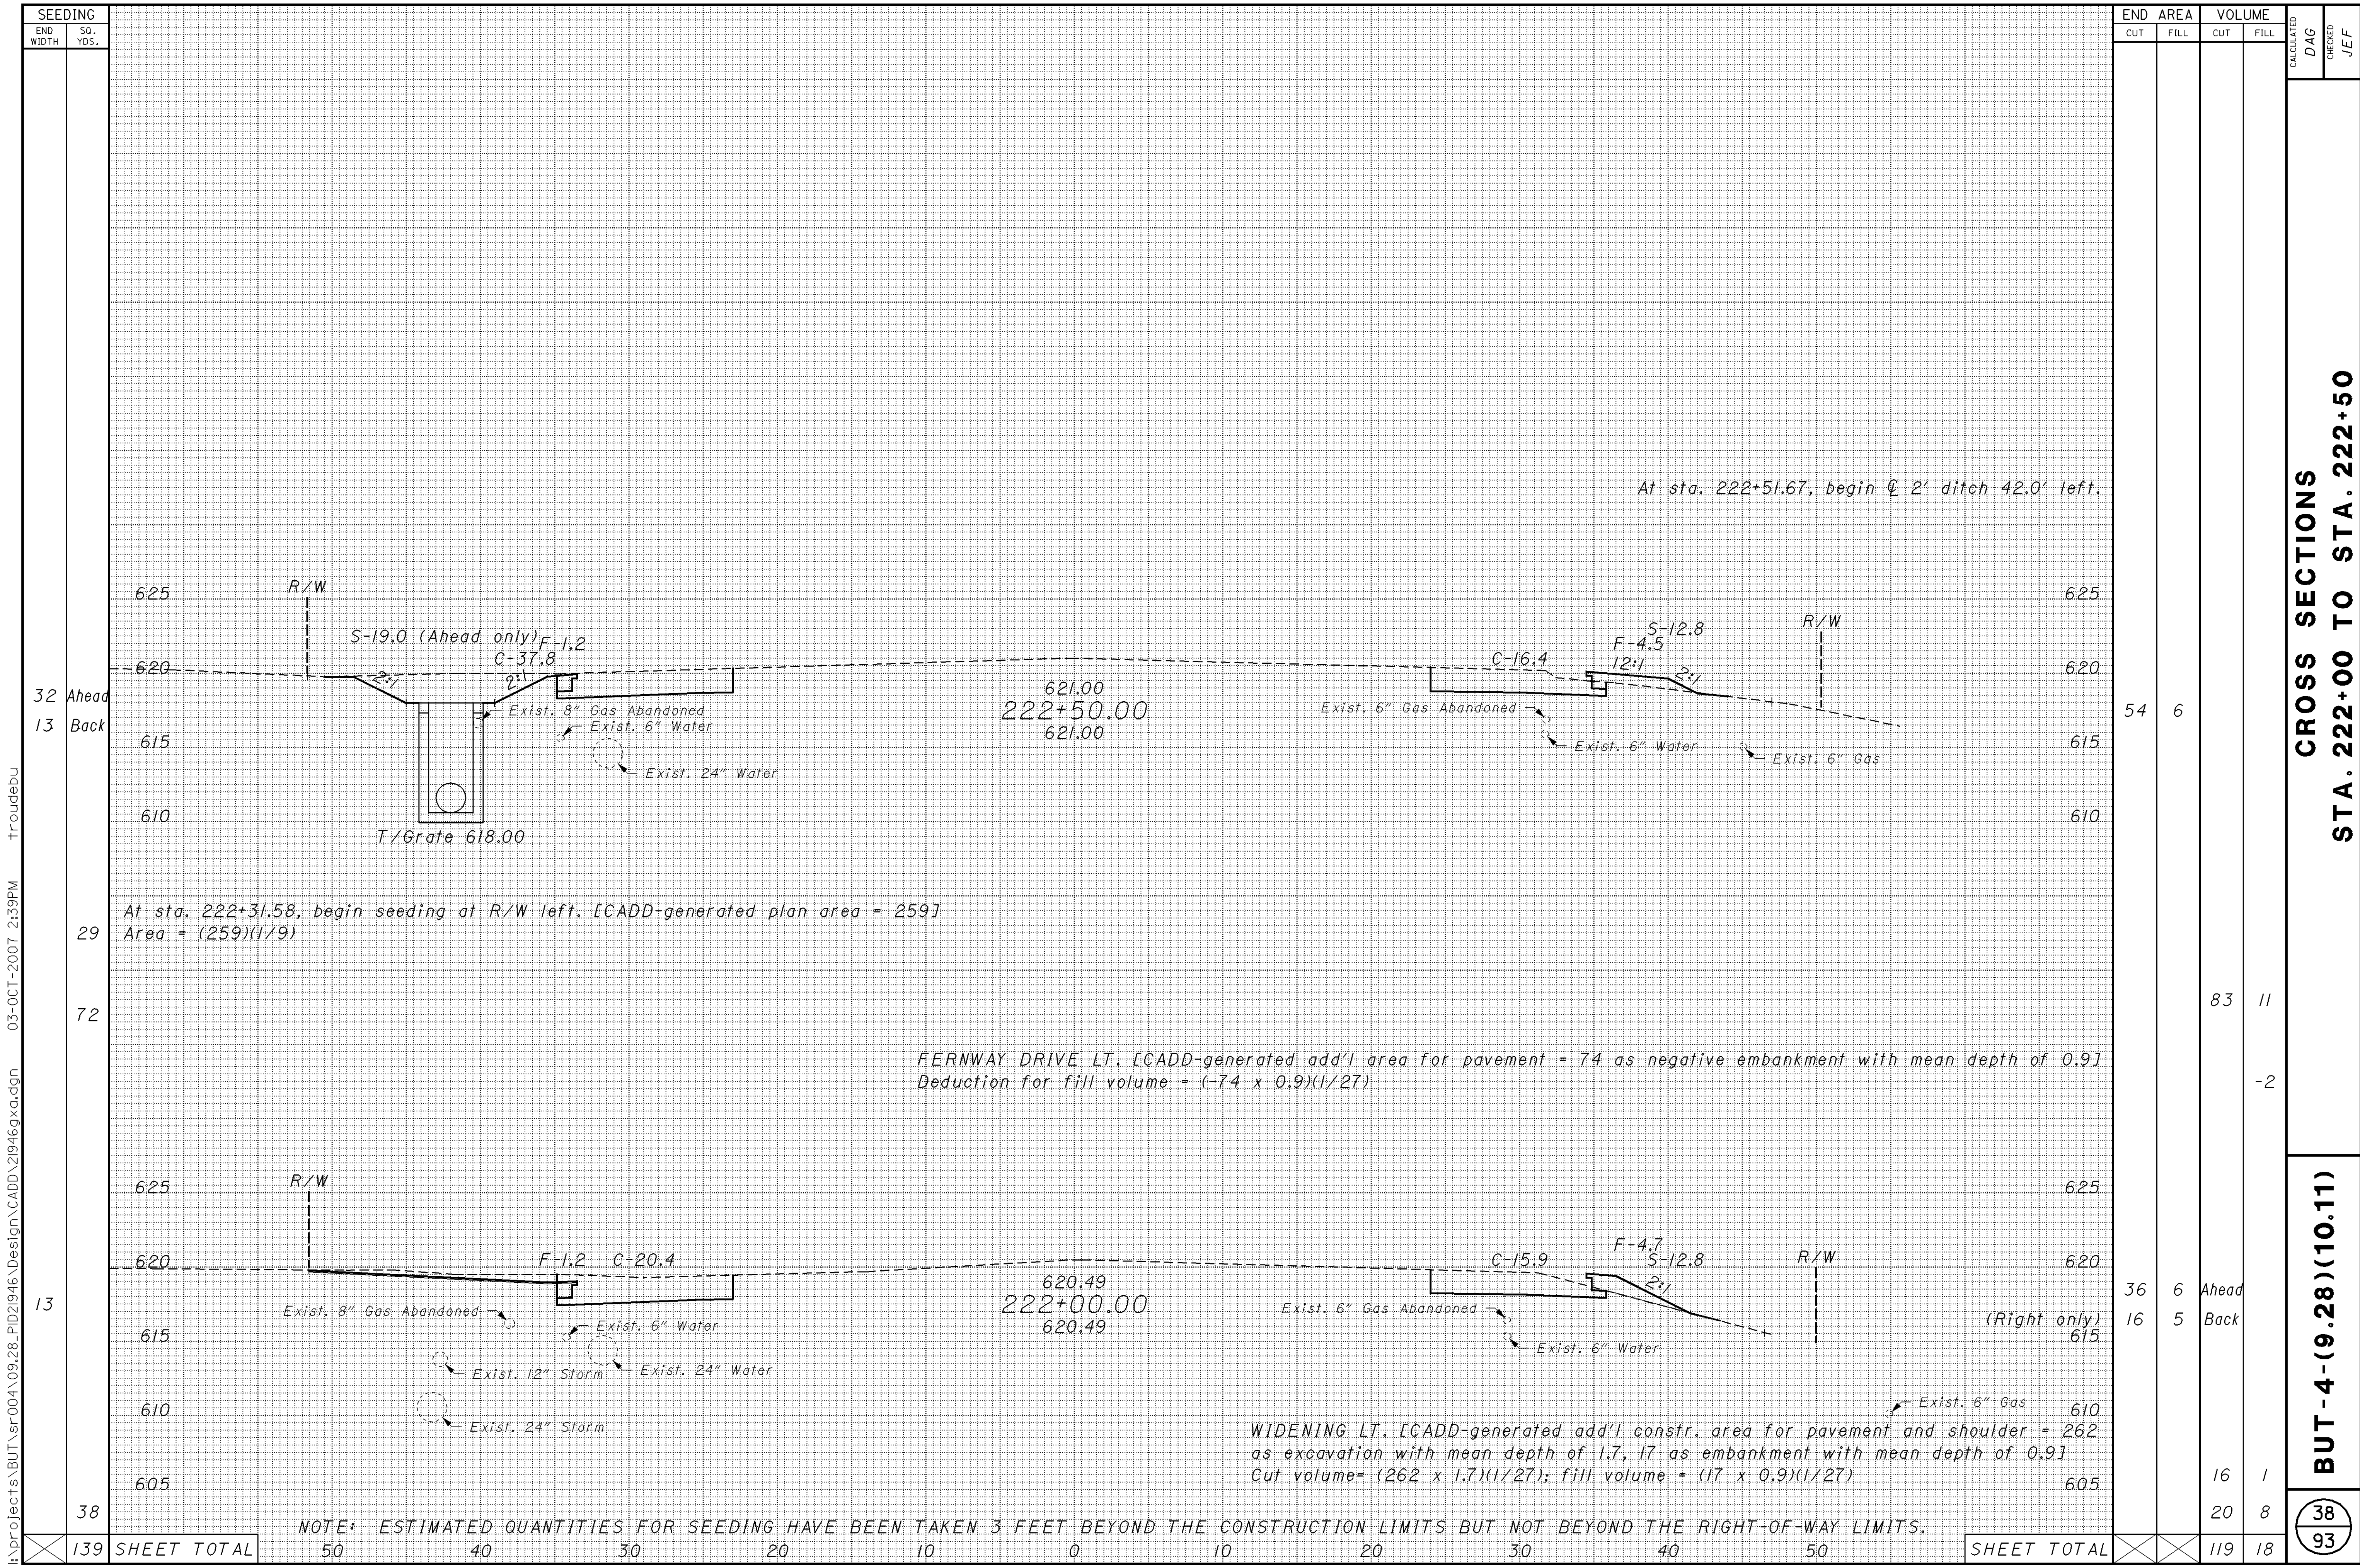 SEEDING
END WIDTH
SQ. YDS.
END AREA
VOLUME
CUT
FILL
CUT
FILL
CALCULATED
DAG
CHECKED
JEF
At sta. 222+51.67, begin ℄ 2' ditch 42.0' left.
625
R/W
625
S-19.0 (Ahead only)
F-1.2
C-37.8
S-12.8
F-4.5
R/W
620
2:1
2:1
C-16.4
12:1
2:1
620
32 Ahead
621.00
13 Back
222+50.00
54 6
621.00
Exist. 8" Gas Abandoned
Exist. 6" Water
Exist. 24" Water
Exist. 6" Gas Abandoned
Exist. 6" Water
Exist. 6" Gas
615
615
610
610
T/Grate 618.00
At sta. 222+31.58, begin seeding at R/W left. [CADD-generated plan area = 259]
29 Area = (259)(1/9)
83 11
72
FERNWAY DRIVE LT. [CADD-generated add'l area for pavement = 74 as negative embankment with mean depth of 0.9]
Deduction for fill volume = (-74 x 0.9)(1/27)
-2
625
R/W
625
620
F-1.2 C-20.4
C-15.9
F-4.7
S-12.8
2:1
R/W
620
620.49
13
222+00.00
36 6 Ahead
620.49
(Right only) 16 5 Back
Exist. 8" Gas Abandoned
Exist. 6" Water
Exist. 24" Water
Exist. 12" Storm
Exist. 24" Storm
Exist. 6" Gas Abandoned
Exist. 6" Water
Exist. 6" Gas
615
615
610
610
WIDENING LT. [CADD-generated add'l constr. area for pavement and shoulder = 262
as excavation with mean depth of 1.7, 17 as embankment with mean depth of 0.9]
Cut volume= (262 x 1.7)(1/27); fill volume = (17 x 0.9)(1/27)
16 1
605
605
38
20 8
NOTE: ESTIMATED QUANTITIES FOR SEEDING HAVE BEEN TAKEN 3 FEET BEYOND THE CONSTRUCTION LIMITS BUT NOT BEYOND THE RIGHT-OF-WAY LIMITS.
139 SHEET TOTAL
50 40 30 20 10 0 10 20 30 40 50
SHEET TOTAL
119 18
CROSS SECTIONS
STA. 222+00 TO STA. 222+50
BUT-4-(9.28)(10.11)
38
93
I:\projects\BUT\sr004\09.28_PID21946\Design\CADD\21946gxa.dgn 03-OCT-2007 2:39PM troudebu